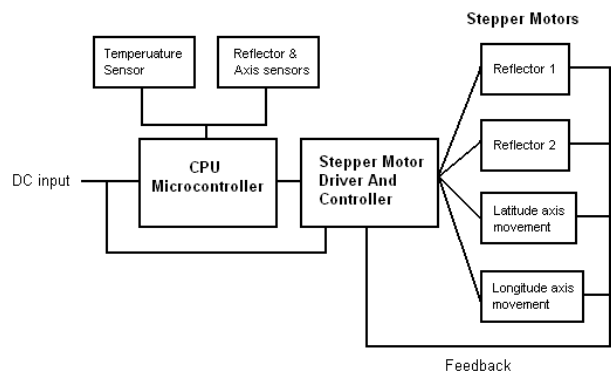 Stepper Motors
Temperuature
Sensor
Reflector &
Axis sensors
Reflector 1
Reflector 2
CPU
Microcontroller
Stepper Motor
Driver And
Controller
DC input
Latitude axis
movement
Longitude axis
movement
Feedback